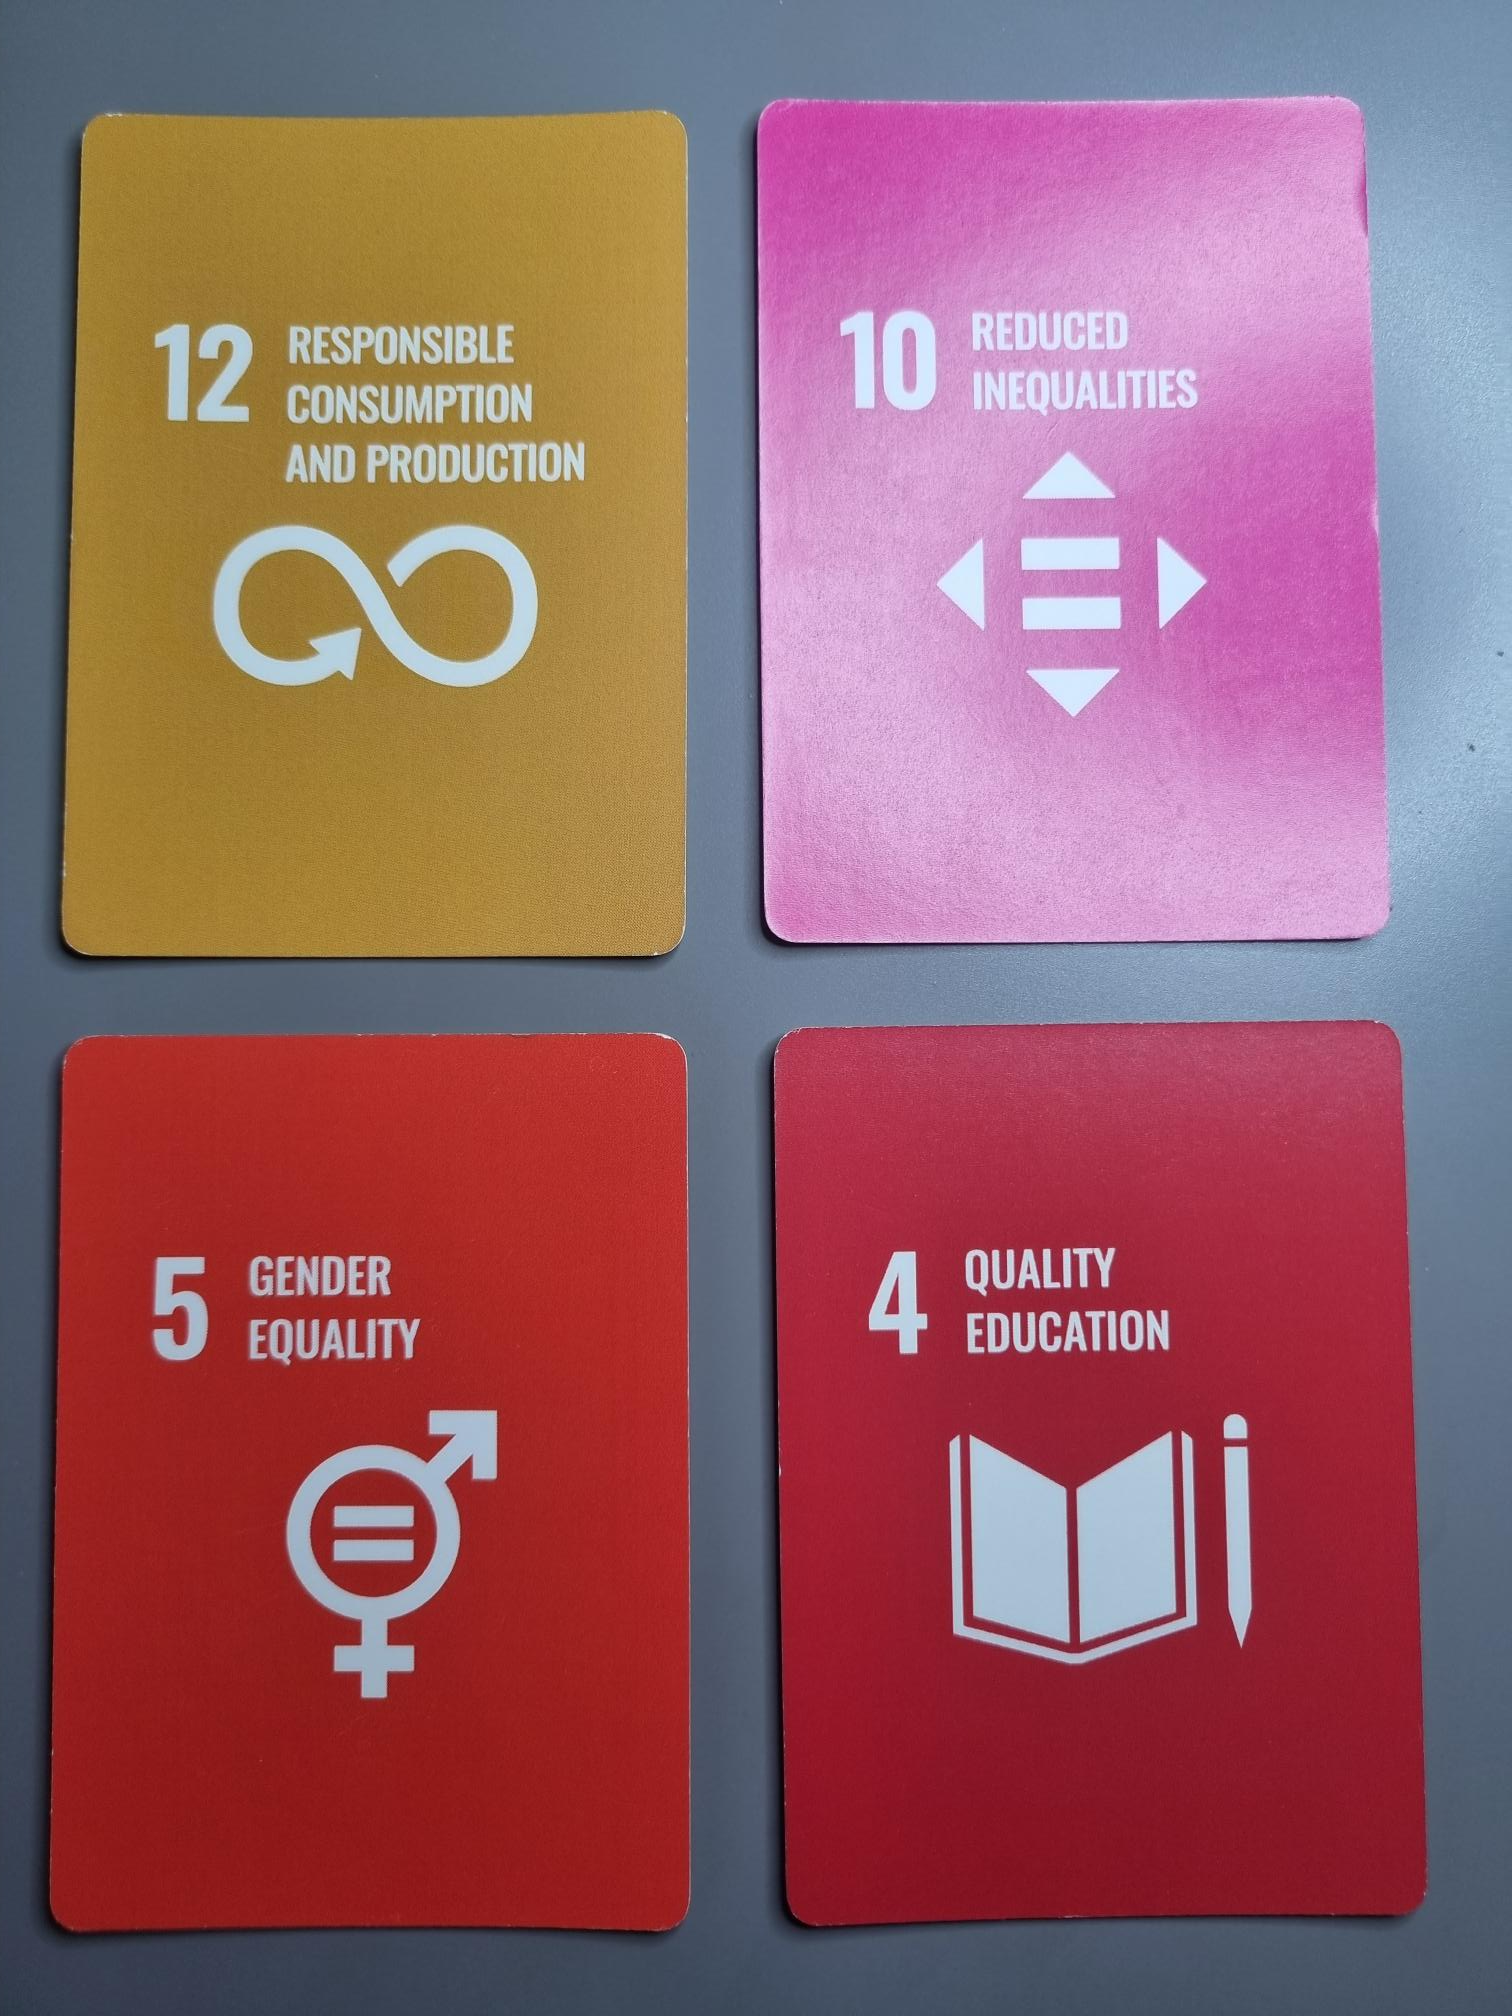 12
RESPONSIBLE
CONSUMPTION
AND PRODUCTION
10
REDUCED
INEQUALITIES
5
GENDER
EQUALITY
4
QUALITY
EDUCATION